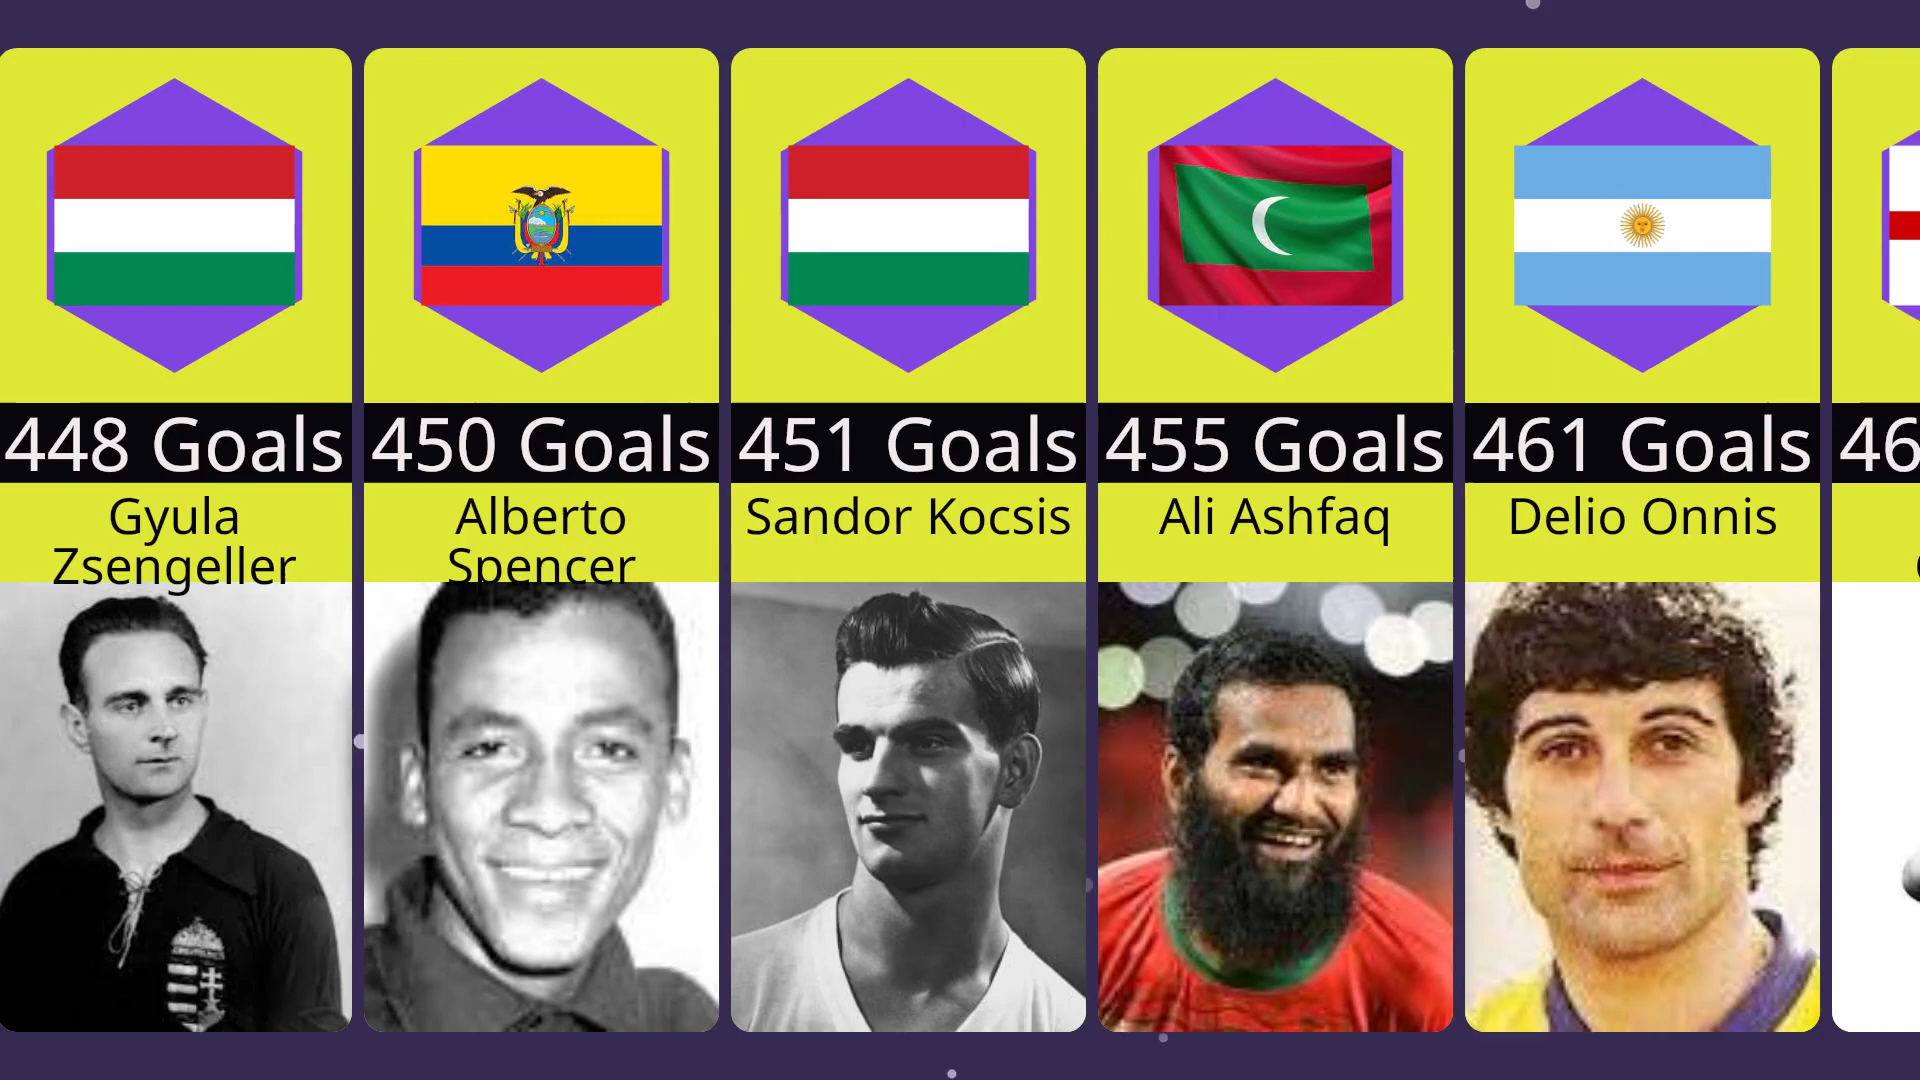 448 Goals
Gyula
Zsengeller
450 Goals
Alberto
Spencer
451 Goals
Sandor Kocsis
455 Goals
Ali Ashfaq
461 Goals
Delio Onnis
46